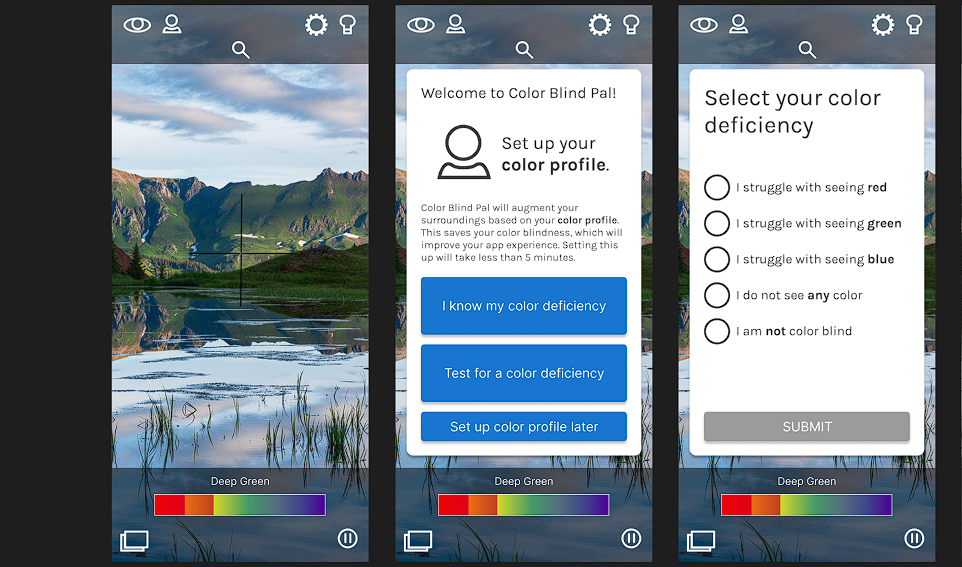 Deep Green
Welcome to Color Blind Pal!
Set up your
color profile.
Color Blind Pal will augment your
surroundings based on your color profile.
This saves your color blindness, which will
improve your app experience. Setting this
up will take less than 5 minutes.
I know my color deficiency
Test for a color deficiency
Set up color profile later
Deep Green
Select your color
deficiency
I struggle with seeing red
I struggle with seeing green
I struggle with seeing blue
I do not see any color
I am not color blind
SUBMIT
Deep Green